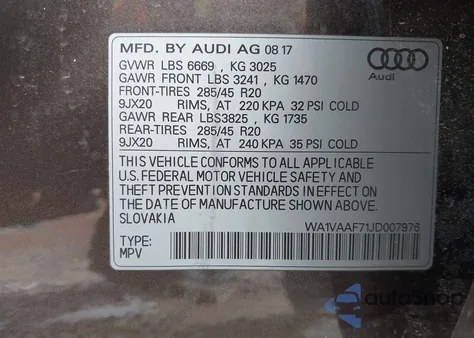 MFD. BY AUDI AG 08 17
GVWR LBS 6669 , KG 3025
GAWR FRONT LBS 3241 , KG 1470
FRONT-TIRES 285/45 R20
9JX20 RIMS, AT 220 KPA 32 PSI COLD
GAWR REAR LBS3825 , KG 1735
REAR-TIRES 285/45 R20
9JX20 RIMS, AT 240 KPA 35 PSI COLD
THIS VEHICLE CONFORMS TO ALL APPLICABLE
U.S. FEDERAL MOTOR VEHICLE SAFETY AND
THEFT PREVENTION STANDARDS IN EFFECT ON
THE DATE OF MANUFACTURE SHOWN ABOVE.
SLOVAKIA
WA1VAAF71JD007976
TYPE:
MPV
Audi
autoSnap